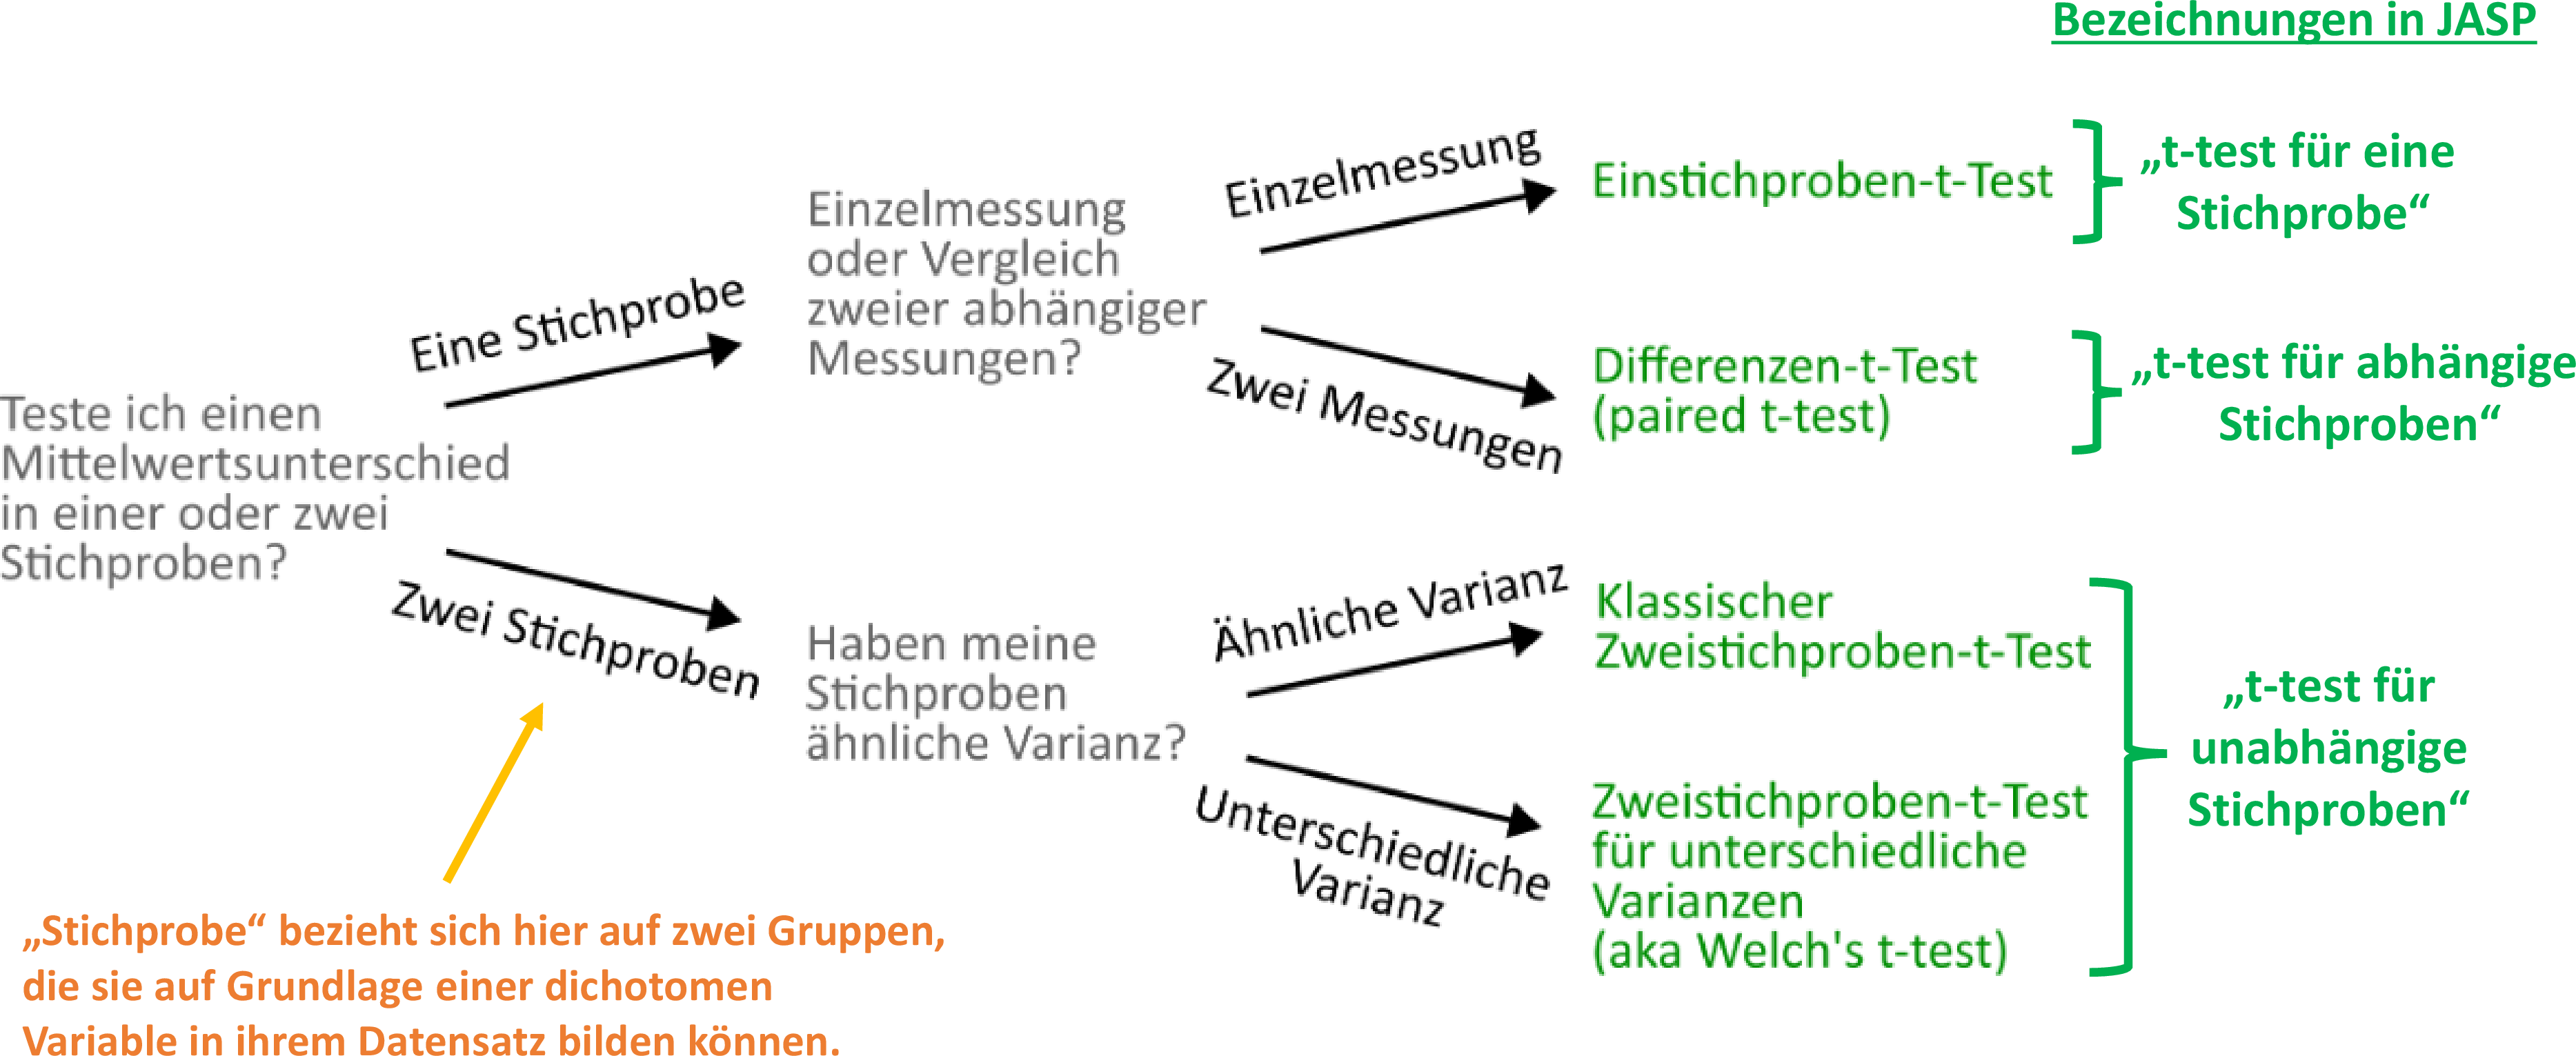 Bezeichnungen in JASP
Teste ich einen
Mittelwertsunterschied
in einer oder zwei
Stichproben?
Eine Stichprobe
Zwei Stichproben
Einzelmessung
oder Vergleich
zweier abhängiger
Messungen?
Einzelmessung
Zwei Messungen
Einstichproben-t-Test
„t-test für eine
Stichprobe“
Differenzen-t-Test
(paired t-test)
„t-test für abhängige
Stichproben“
Haben meine
Stichproben
ähnliche Varianz?
Ähnliche Varianz
Unterschiedliche
Varianz
Klassischer
Zweistichproben-t-Test
Zweistichproben-t-Test
für unterschiedliche
Varianzen
(aka Welch's t-test)
„t-test für
unabhängige
Stichproben“
„Stichprobe“ bezieht sich hier auf zwei Gruppen,
die sie auf Grundlage einer dichotomen
Variable in ihrem Datensatz bilden können.